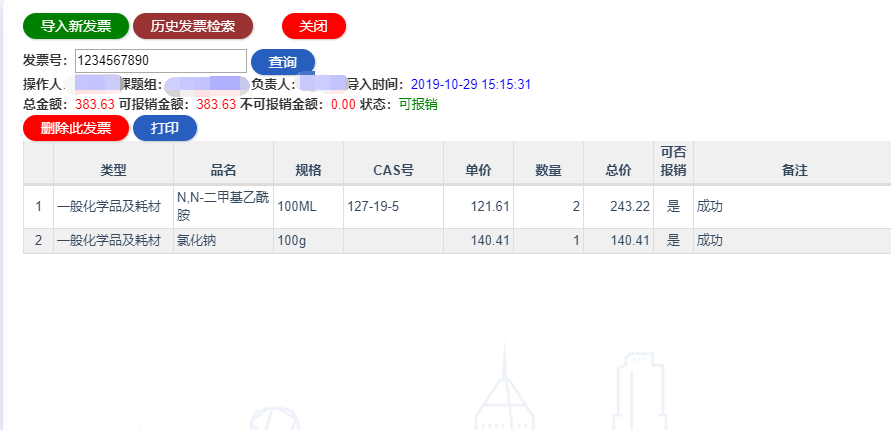 导入新发票 历史发票检索 关闭
发票号： 1234567890 查询
操作人 课题组： 负责人： 导入时间：2019-10-29 15:15:31
总金额：383.63 可报销金额：383.63 不可报销金额：0.00 状态：可报销
删除此发票 打印
类型 品名 规格 CAS号 单价 数量 总价 可否报销 备注
1 一般化学品及耗材 N,N-二甲基乙酰胺 100ML 127-19-5 121.61 2 243.22 是 成功
2 一般化学品及耗材 氯化钠 100g 140.41 1 140.41 是 成功